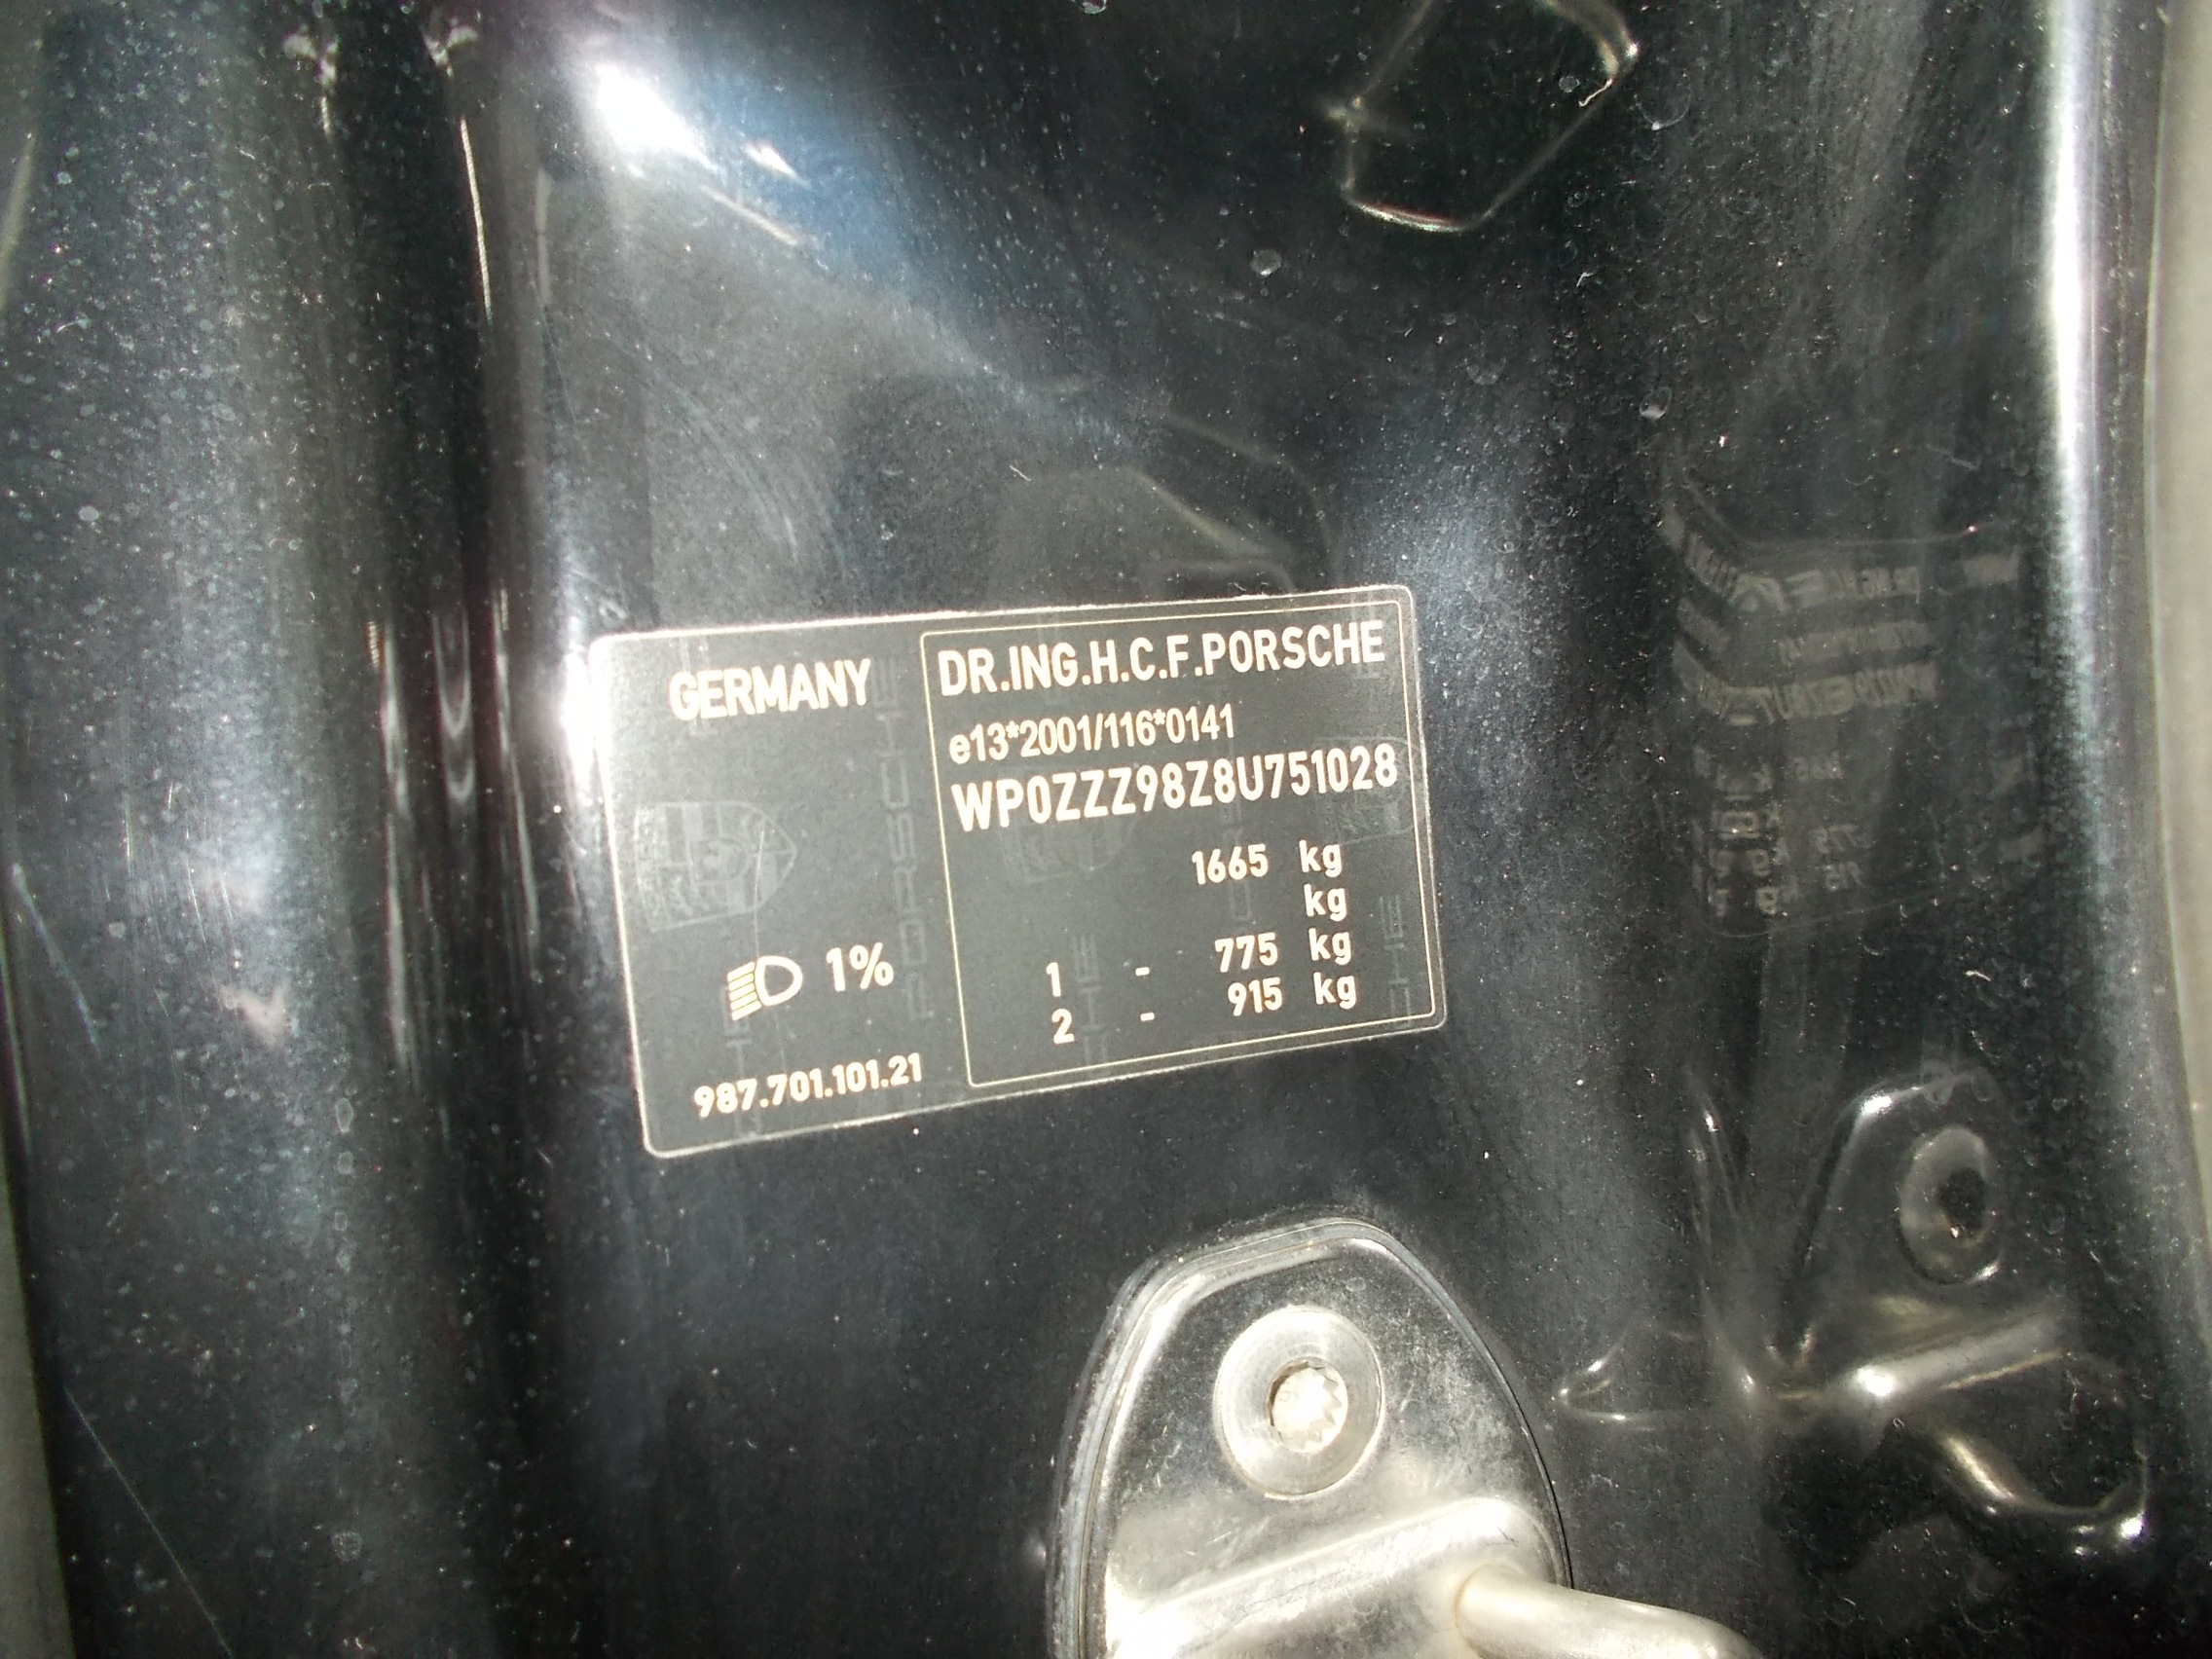 GERMANY
DR.ING.H.C.F.PORSCHE
e13*2001/116*0141
WP0ZZZ98Z8U751028
1665 kg
kg
1 - 775 kg
2 - 915 kg
1%
987.701.101.21
PORSCHE